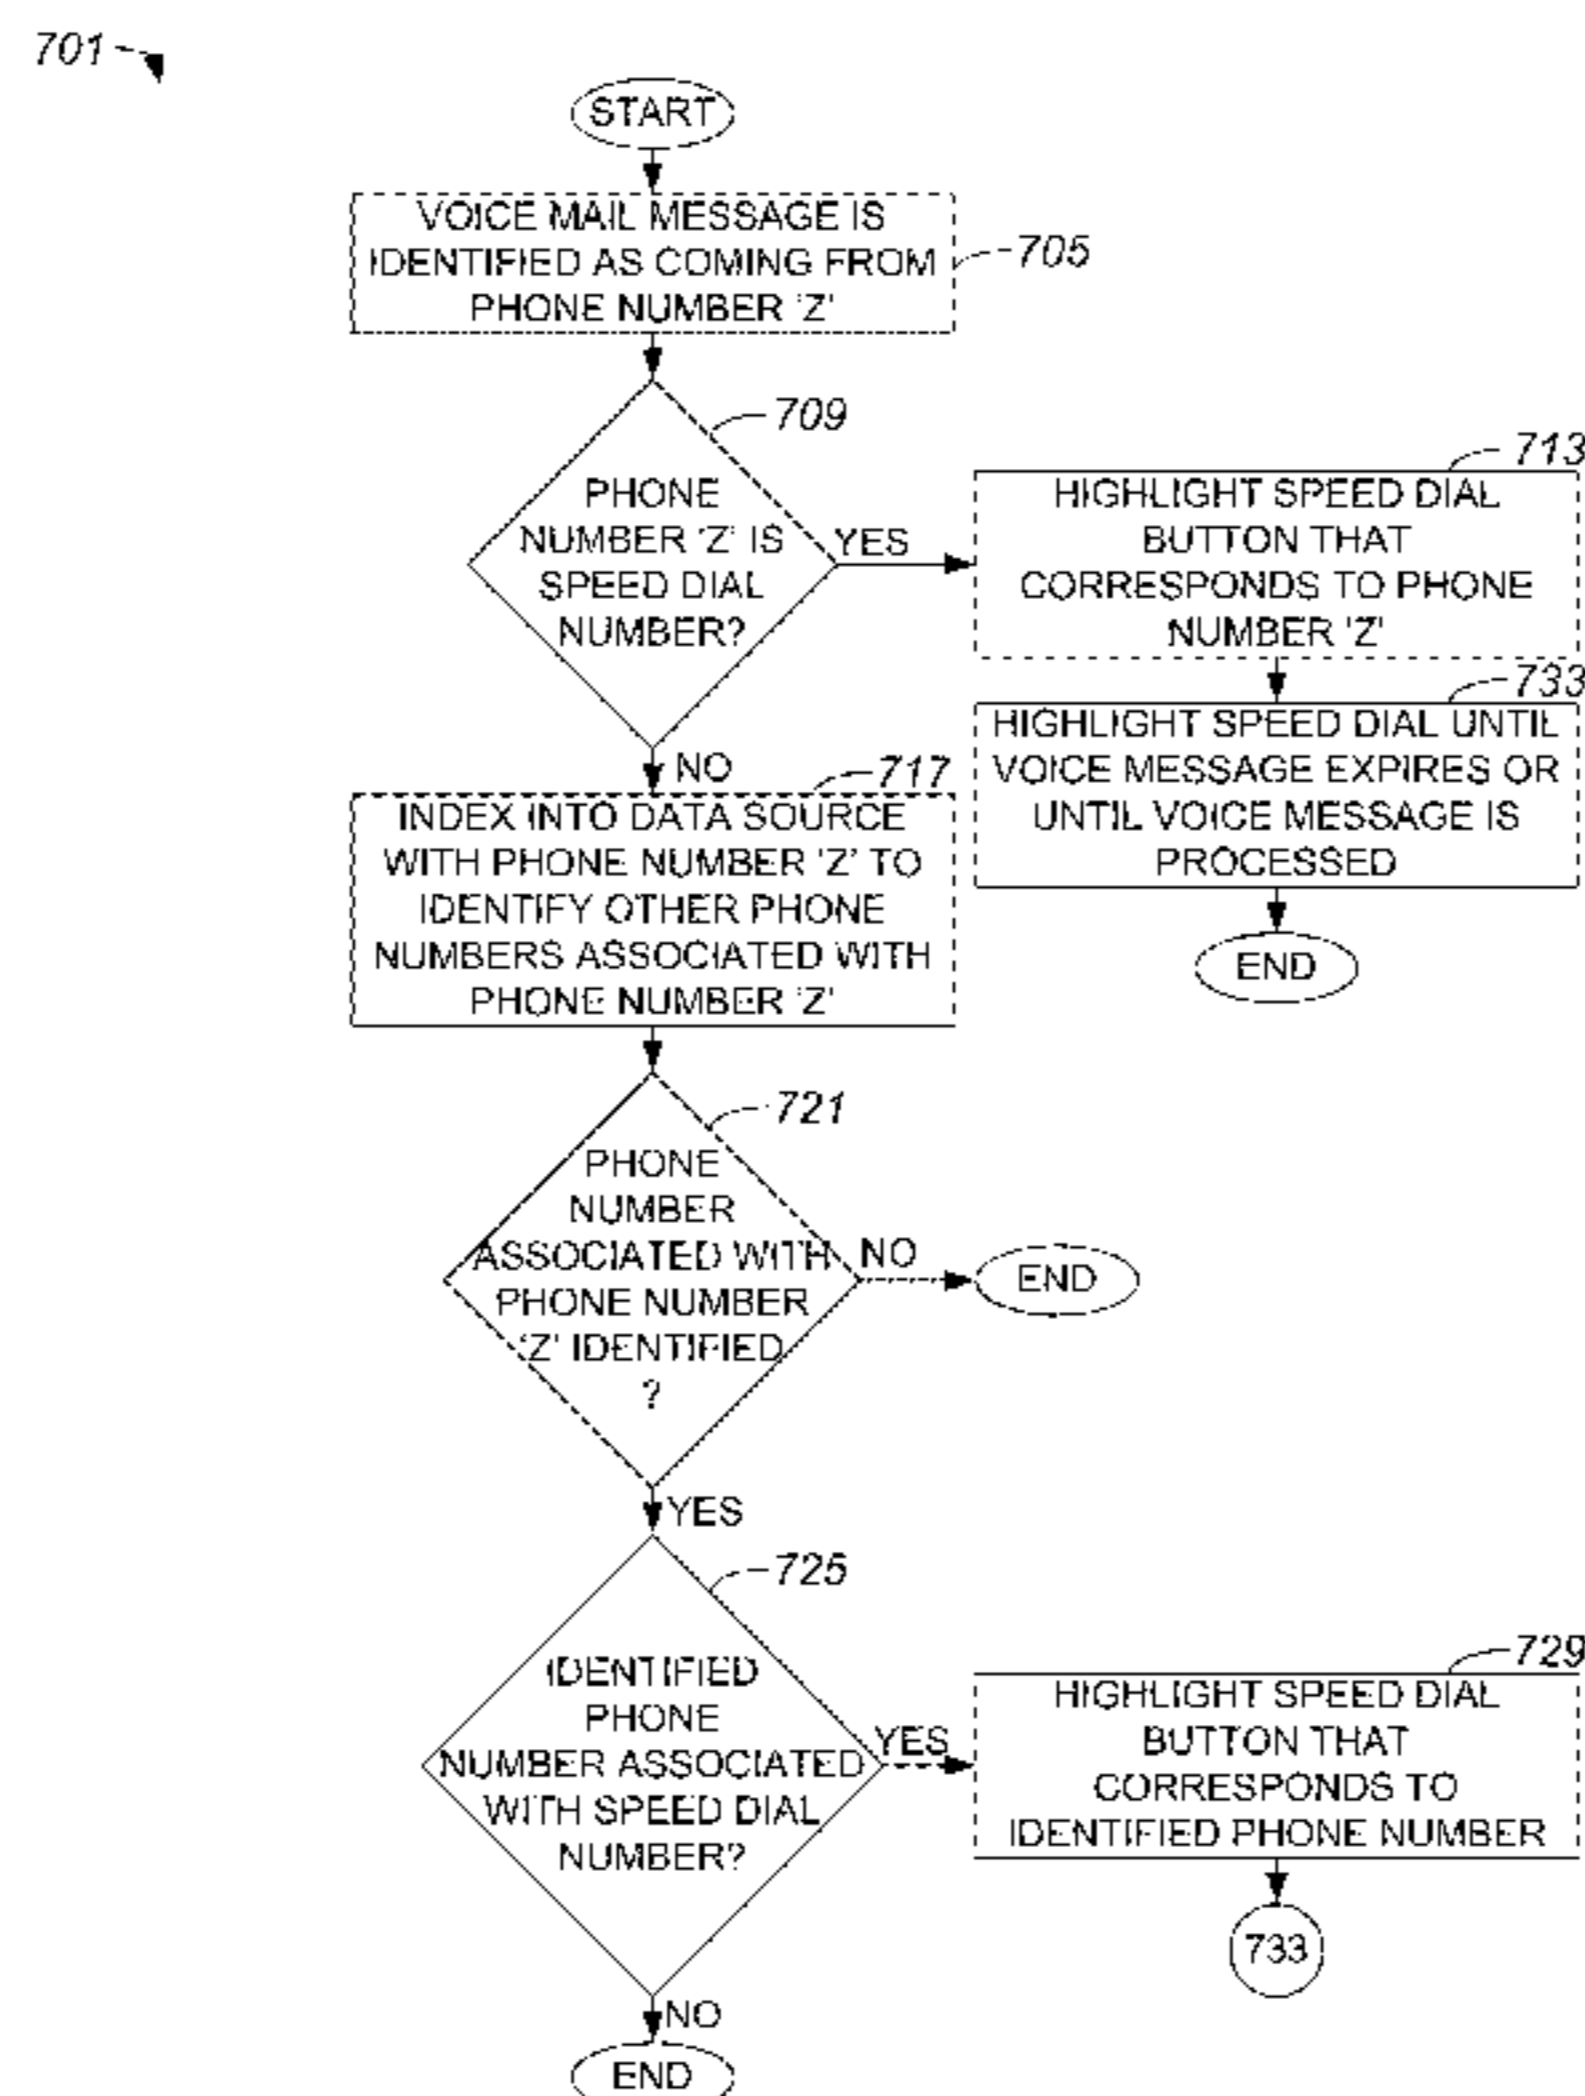 701
START
VOICE MAIL MESSAGE IS
IDENTIFIED AS COMING FROM
PHONE NUMBER 'Z'
705
709
PHONE
NUMBER 'Z' IS
SPEED DIAL
NUMBER?
YES
713
HIGHLIGHT SPEED DIAL
BUTTON THAT
CORRESPONDS TO PHONE
NUMBER 'Z'
733
HIGHLIGHT SPEED DIAL UNTIL
VOICE MESSAGE EXPIRES OR
UNTIL VOICE MESSAGE IS
PROCESSED
END
NO
717
INDEX INTO DATA SOURCE
WITH PHONE NUMBER 'Z' TO
IDENTIFY OTHER PHONE
NUMBERS ASSOCIATED WITH
PHONE NUMBER 'Z'
721
PHONE
NUMBER
ASSOCIATED WITH
PHONE NUMBER
'Z' IDENTIFIED
?
NO
END
YES
725
IDENTIFIED
PHONE
NUMBER ASSOCIATED
WITH SPEED DIAL
NUMBER?
YES
729
HIGHLIGHT SPEED DIAL
BUTTON THAT
CORRESPONDS TO
IDENTIFIED PHONE NUMBER
733
NO
END